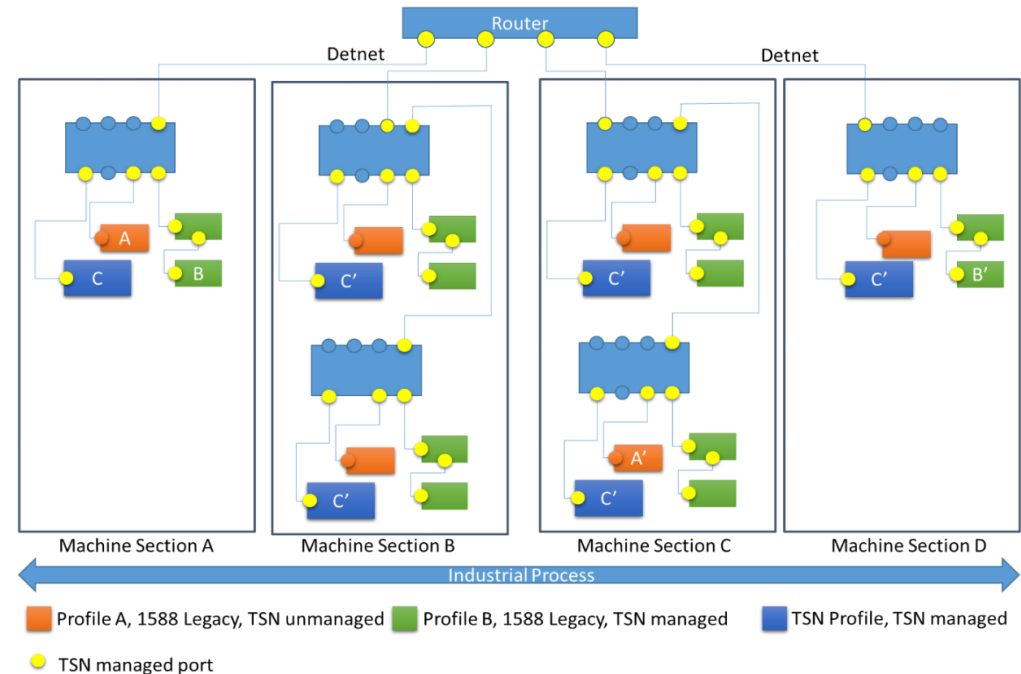 Router
Detnet
Detnet
A
C
B
C’
C’
C’
B’
C’
A’
C’
Machine Section A
Machine Section B
Machine Section C
Machine Section D
Industrial Process
Profile A, 1588 Legacy, TSN unmanaged
Profile B, 1588 Legacy, TSN managed
TSN Profile, TSN managed
TSN managed port